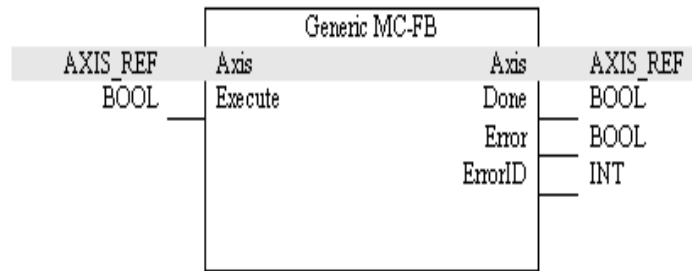 Generic MC-FB
AXIS_REF Axis Axis AXIS_REF
BOOL Execute Done BOOL
Error BOOL
ErrorID INT